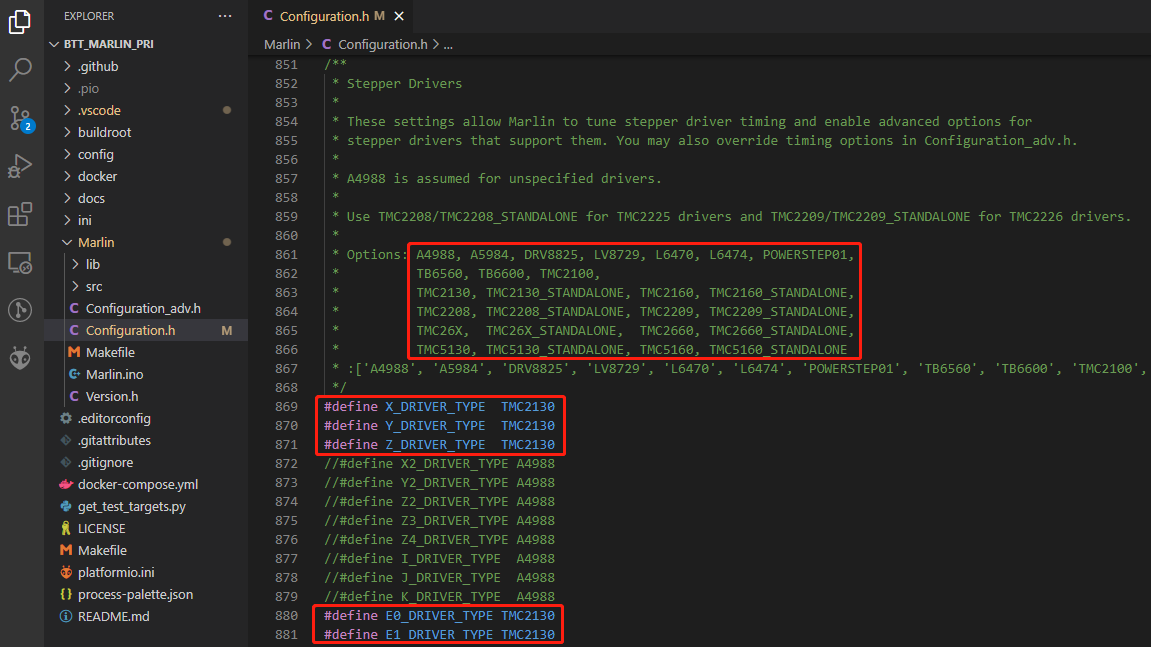 EXPLORER
BTT_MARLIN_PRI
.github
.pio
.vscode
buildroot
config
docker
docs
ini
Marlin
lib
src
C Configuration_adv.h
C Configuration.h M
M Makefile
Marlin.ino
C Version.h
.editorconfig
.gitattributes
.gitignore
docker-compose.yml
get_test_targets.py
LICENSE
M Makefile
platformio.ini
{} process-palette.json
README.md
2
C Configuration.h M
Marlin > C Configuration.h > ...
851 /**
852 * Stepper Drivers
853 *
854 * These settings allow Marlin to tune stepper driver timing and enable advanced options for
855 * stepper drivers that support them. You may also override timing options in Configuration_adv.h.
856 *
857 * A4988 is assumed for unspecified drivers.
858 *
859 * Use TMC2208/TMC2208_STANDALONE for TMC2225 drivers and TMC2209/TMC2209_STANDALONE for TMC2226 drivers.
860 *
861 * Options: A4988, A5984, DRV8825, LV8729, L6470, L6474, POWERSTEP01,
862 * TB6560, TB6600, TMC2100,
863 * TMC2130, TMC2130_STANDALONE, TMC2160, TMC2160_STANDALONE,
864 * TMC2208, TMC2208_STANDALONE, TMC2209, TMC2209_STANDALONE,
865 * TMC26X, TMC26X_STANDALONE, TMC2660, TMC2660_STANDALONE,
866 * TMC5130, TMC5130_STANDALONE, TMC5160, TMC5160_STANDALONE
867 * :['A4988', 'A5984', 'DRV8825', 'LV8729', 'L6470', 'L6474', 'POWERSTEP01', 'TB6560', 'TB6600', 'TMC2100',
868 */
869 #define X_DRIVER_TYPE TMC2130
870 #define Y_DRIVER_TYPE TMC2130
871 #define Z_DRIVER_TYPE TMC2130
872 //#define X2_DRIVER_TYPE A4988
873 //#define Y2_DRIVER_TYPE A4988
874 //#define Z2_DRIVER_TYPE A4988
875 //#define Z3_DRIVER_TYPE A4988
876 //#define Z4_DRIVER_TYPE A4988
877 //#define I_DRIVER_TYPE A4988
878 //#define J_DRIVER_TYPE A4988
879 //#define K_DRIVER_TYPE A4988
880 #define E0_DRIVER_TYPE TMC2130
881 #define E1_DRIVER_TYPE TMC2130